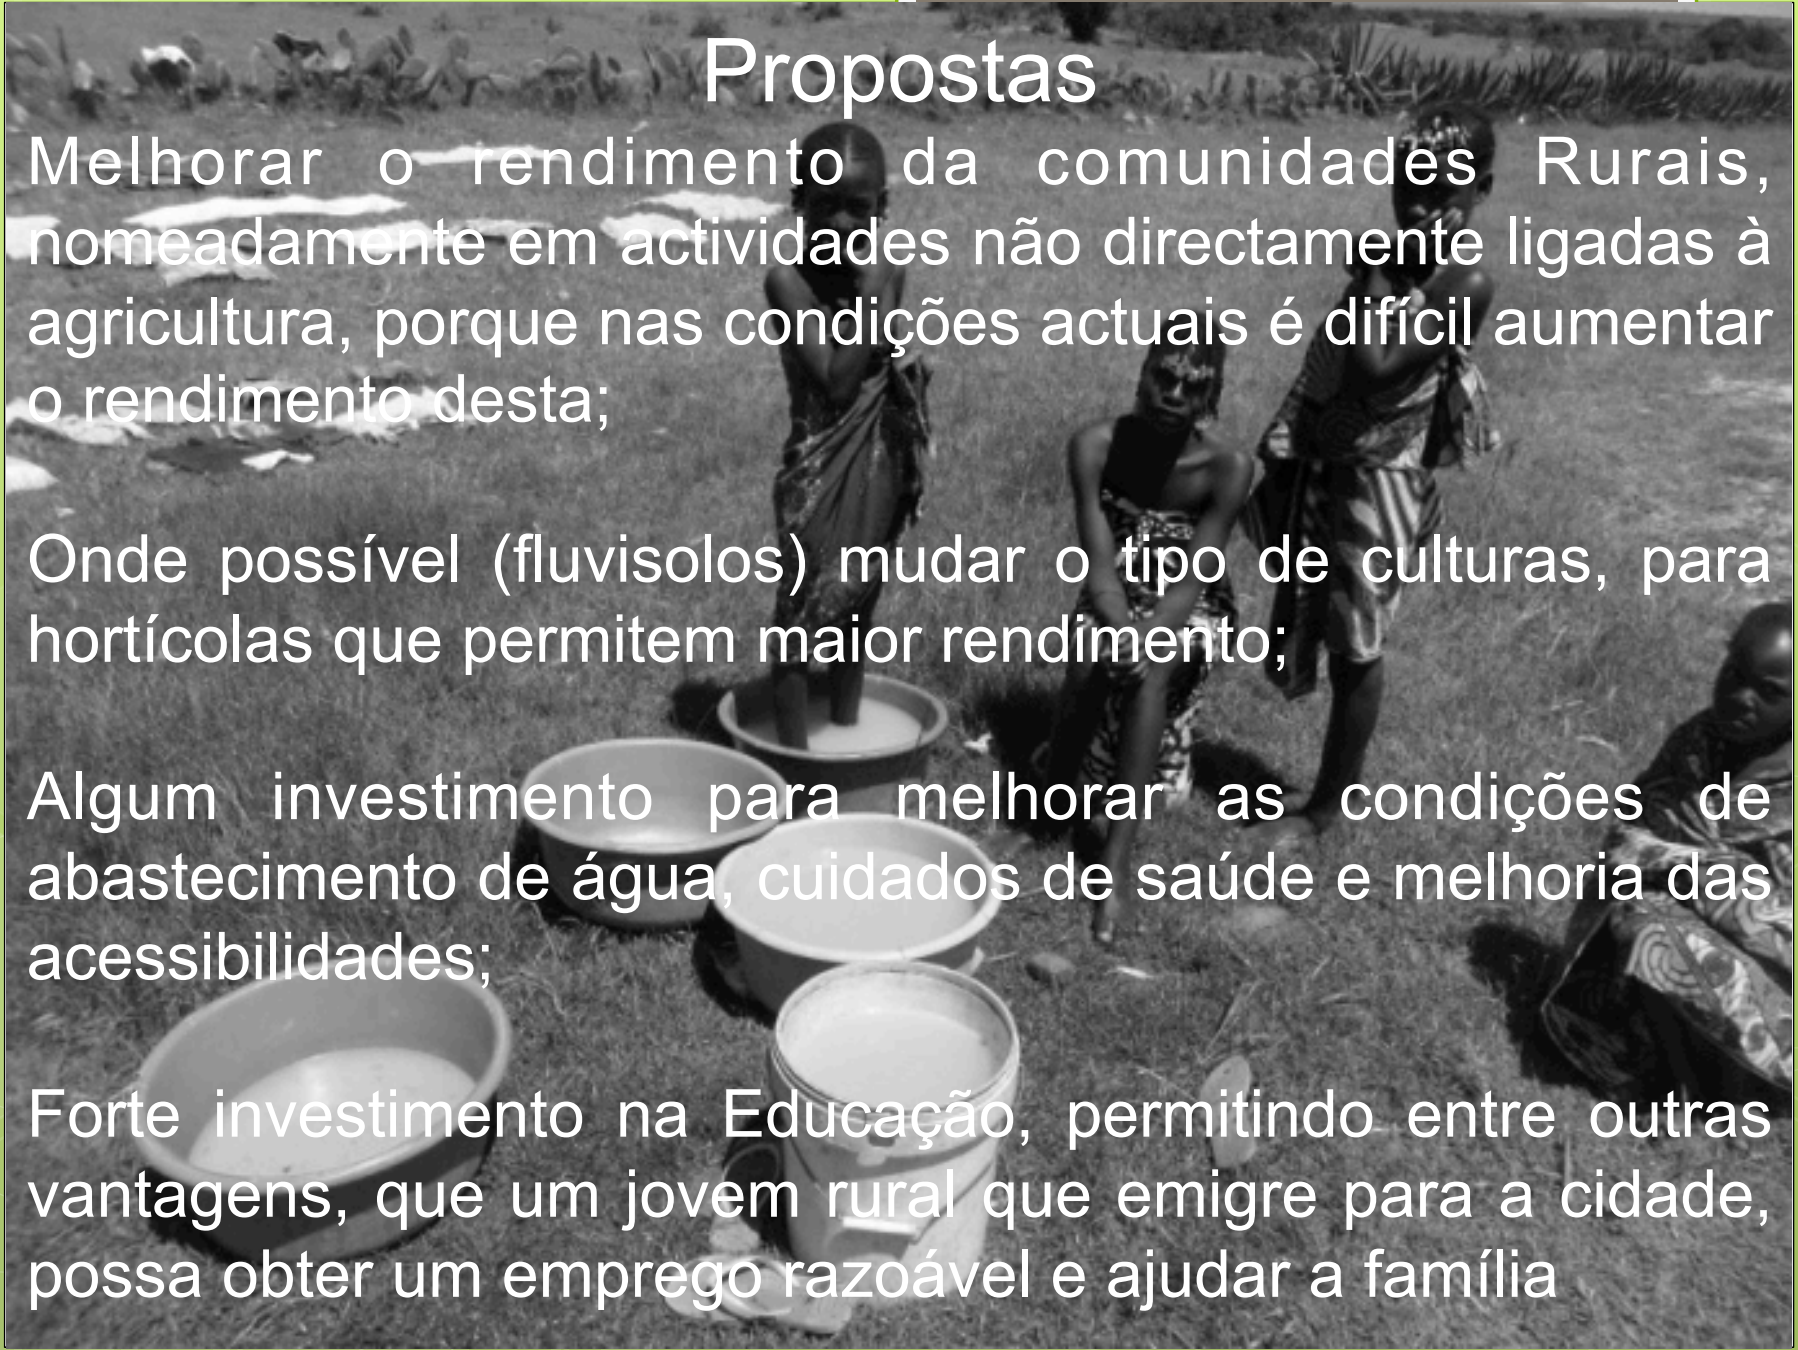 Propostas
Melhorar o rendimento da comunidades Rurais,
nomeadamente em actividades não directamente ligadas à
agricultura, porque nas condições actuais é difícil aumentar
o rendimento desta;
Onde possível (fluvisolos) mudar o tipo de culturas, para
hortícolas que permitem maior rendimento;
Algum investimento para melhorar as condições de
abastecimento de água, cuidados de saúde e melhoria das
acessibilidades;
Forte investimento na Educação, permitindo entre outras
vantagens, que um jovem rural que emigre para a cidade,
possa obter um emprego razoável e ajudar a família